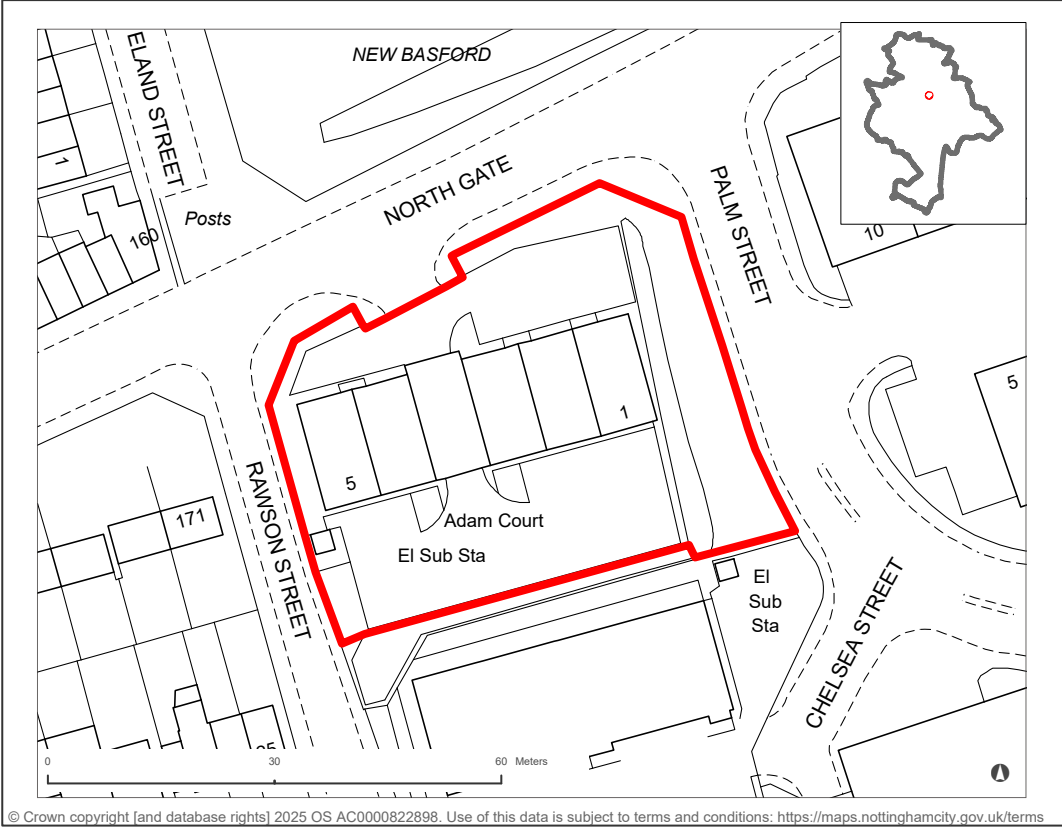 ELAND STREET
NEW BASFORD
1
NORTH GATE
PALM STREET
Posts
160
10
5
1
5
RAWSON STREET
171
Adam Court
El Sub Sta
El
Sub
Sta
CHELSEA STREET
0
30
60 Meters
© Crown copyright [and database rights] 2025 OS AC0000822898. Use of this data is subject to terms and conditions: https://maps.nottinghamcity.gov.uk/terms